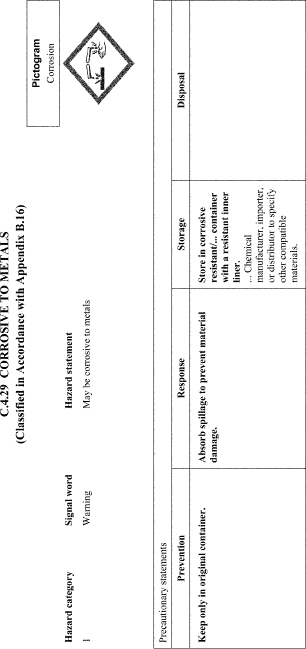 C.4.29 CORROSIVE TO METALS
(Classified in Accordance with Appendix B.16)
Pictogram
Corrosion
Hazard category
Signal word
Hazard statement
1
Warning
May be corrosive to metals
Precautionary statements
Prevention
Response
Storage
Disposal
Keep only in original container.
Absorb spillage to prevent material
damage.
Store in corrosive
resistant/... container
with a resistant inner
liner.
... Chemical
manufacturer, importer,
or distributor to specify
other compatible
materials.